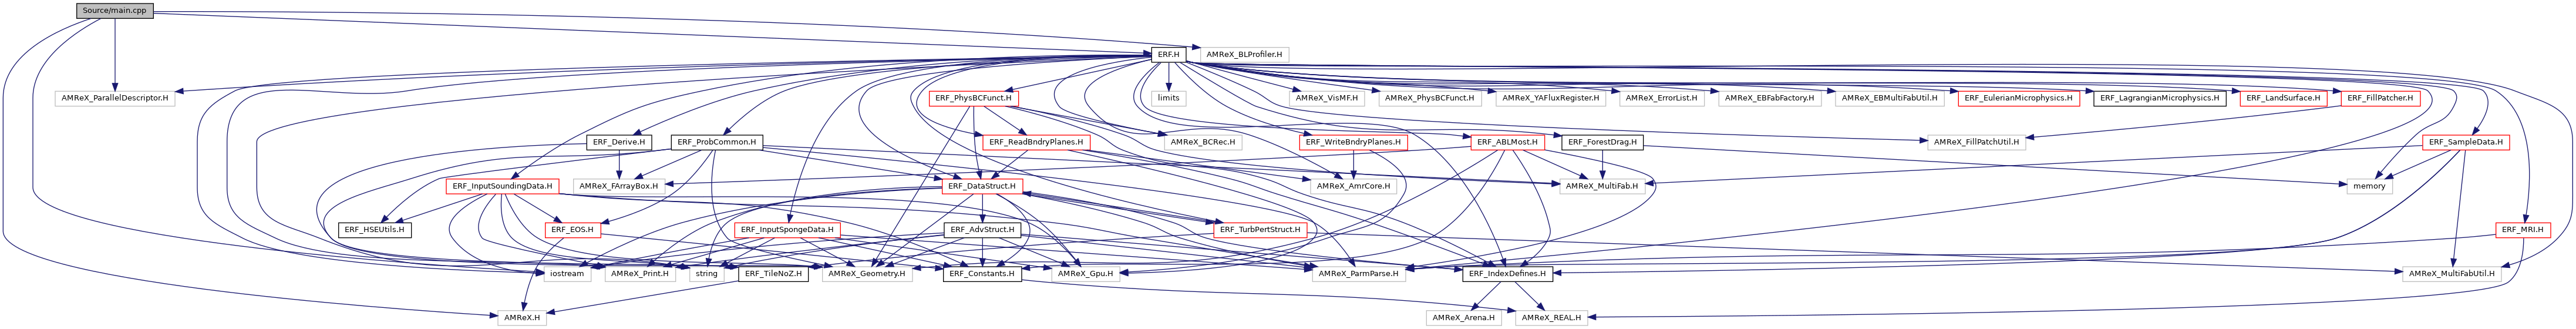 Source/main.cpp
ERF.H
AMReX_BLProfiler.H
AMReX_ParallelDescriptor.H
ERF_PhysBCFunct.H
limits
AMReX_VisMF.H
AMReX_PhysBCFunct.H
AMReX_YAFluxRegister.H
AMReX_ErrorList.H
AMReX_EBFabFactory.H
AMReX_EBMultiFabUtil.H
ERF_EulerianMicrophysics.H
ERF_LagrangianMicrophysics.H
ERF_LandSurface.H
ERF_FillPatcher.H
ERF_Derive.H
ERF_ProbCommon.H
ERF_ReadBndryPlanes.H
AMReX_BCRec.H
ERF_WriteBndryPlanes.H
ERF_ABLMost.H
ERF_ForestDrag.H
AMReX_FillPatchUtil.H
ERF_SampleData.H
ERF_InputSoundingData.H
AMReX_FArrayBox.H
ERF_DataStruct.H
AMReX_AmrCore.H
AMReX_MultiFab.H
memory
ERF_HSEUtils.H
ERF_EOS.H
ERF_InputSpongeData.H
ERF_AdvStruct.H
ERF_TurbPertStruct.H
ERF_MRI.H
iostream
AMReX_Print.H
string
ERF_TileNoZ.H
AMReX_Geometry.H
ERF_Constants.H
AMReX_Gpu.H
AMReX_ParmParse.H
ERF_IndexDefines.H
AMReX_MultiFabUtil.H
AMReX.H
AMReX_Arena.H
AMReX_REAL.H